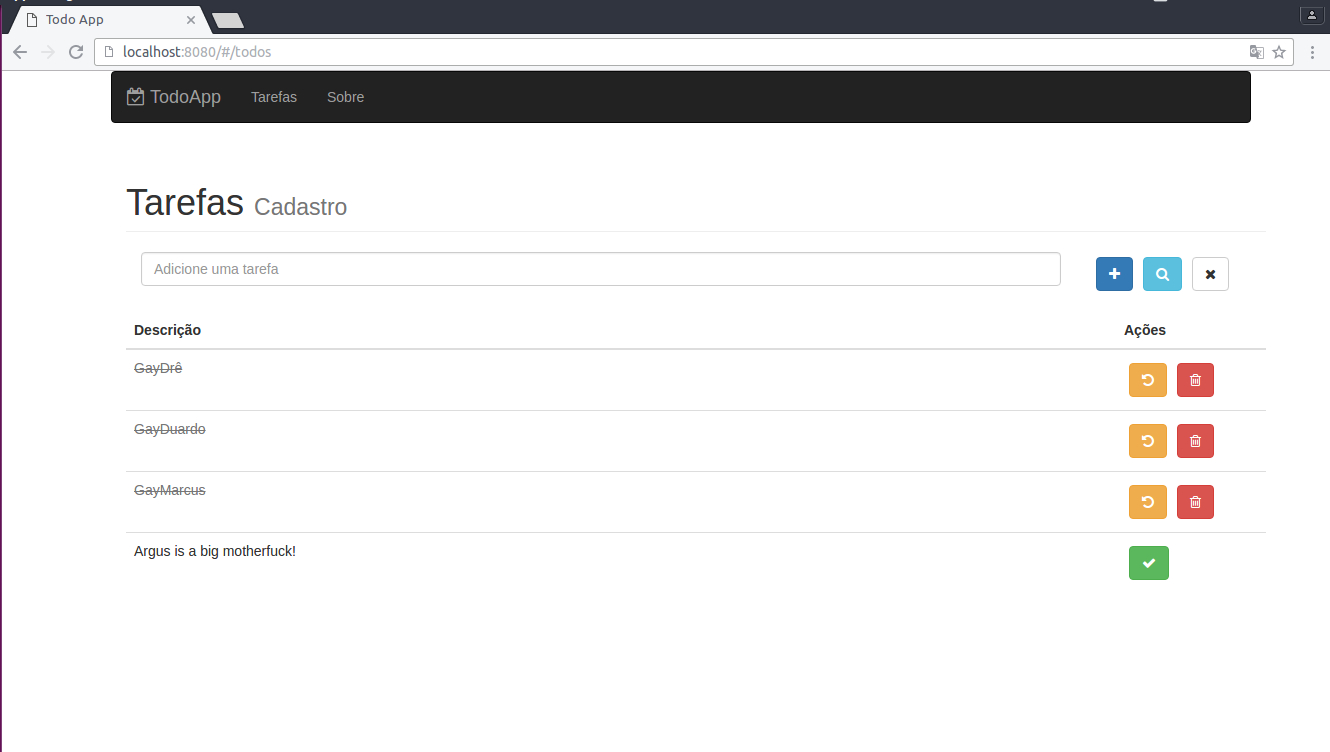 Todo App
localhost:8080/#/todos
TodoApp Tarefas Sobre
Tarefas Cadastro
Adicione uma tarefa
Descrição Ações
GayDrê
GayDuardo
GayMarcus
Argus is a big motherfuck!